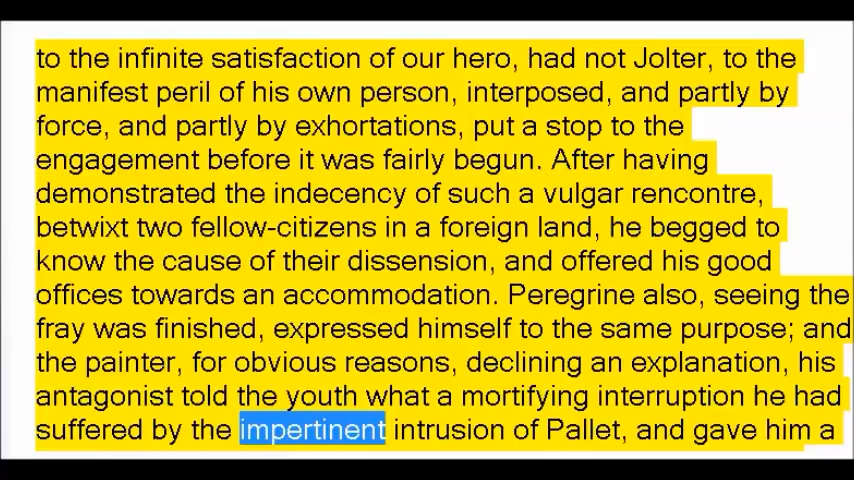 to the infinite satisfaction of our hero, had not Jolter, to the
manifest peril of his own person, interposed, and partly by
force, and partly by exhortations, put a stop to the
engagement before it was fairly begun. After having
demonstrated the indecency of such a vulgar rencontre,
betwixt two fellow-citizens in a foreign land, he begged to
know the cause of their dissension, and offered his good
offices towards an accommodation. Peregrine also, seeing the
fray was finished, expressed himself to the same purpose; and
the painter, for obvious reasons, declining an explanation, his
antagonist told the youth what a mortifying interruption he had
suffered by the impertinent intrusion of Pallet, and gave him a